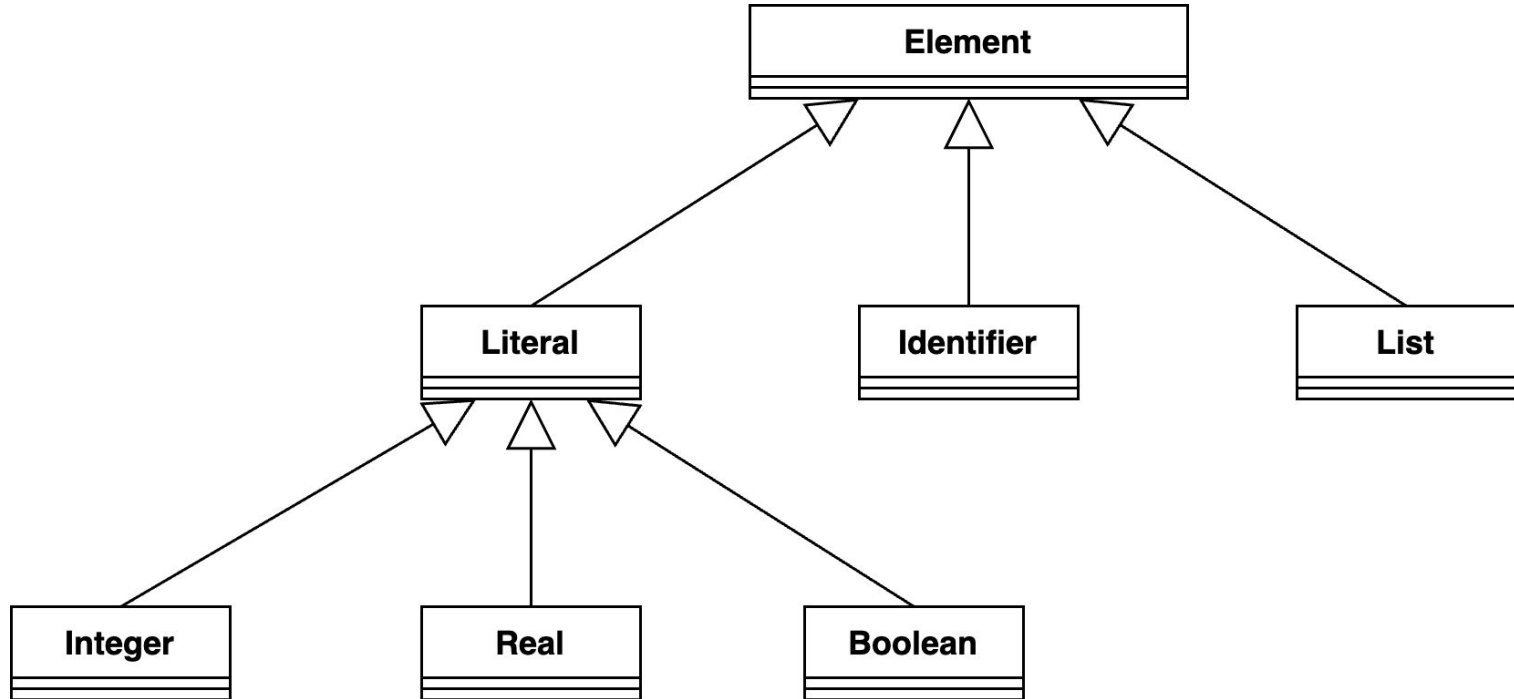 Element
Literal
Identifier
List
Integer
Real
Boolean